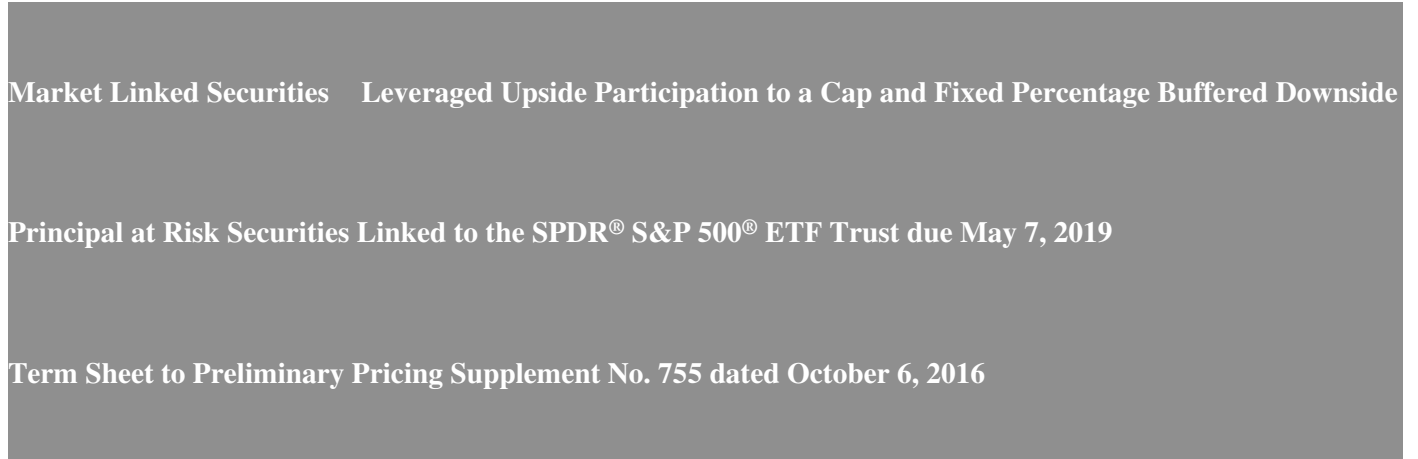 Market Linked Securities Leveraged Upside Participation to a Cap and Fixed Percentage Buffered Downside
Principal at Risk Securities Linked to the SPDR® S&P 500® ETF Trust due May 7, 2019
Term Sheet to Preliminary Pricing Supplement No. 755 dated October 6, 2016